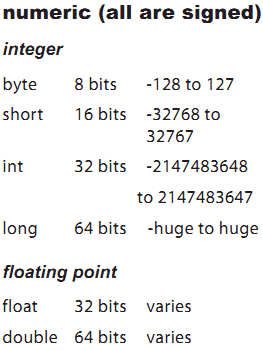 numeric (all are signed)
integer
byte 8 bits -128 to 127
short 16 bits -32768 to
32767
int 32 bits -2147483648
to 2147483647
long 64 bits -huge to huge
floating point
float 32 bits varies
double 64 bits varies